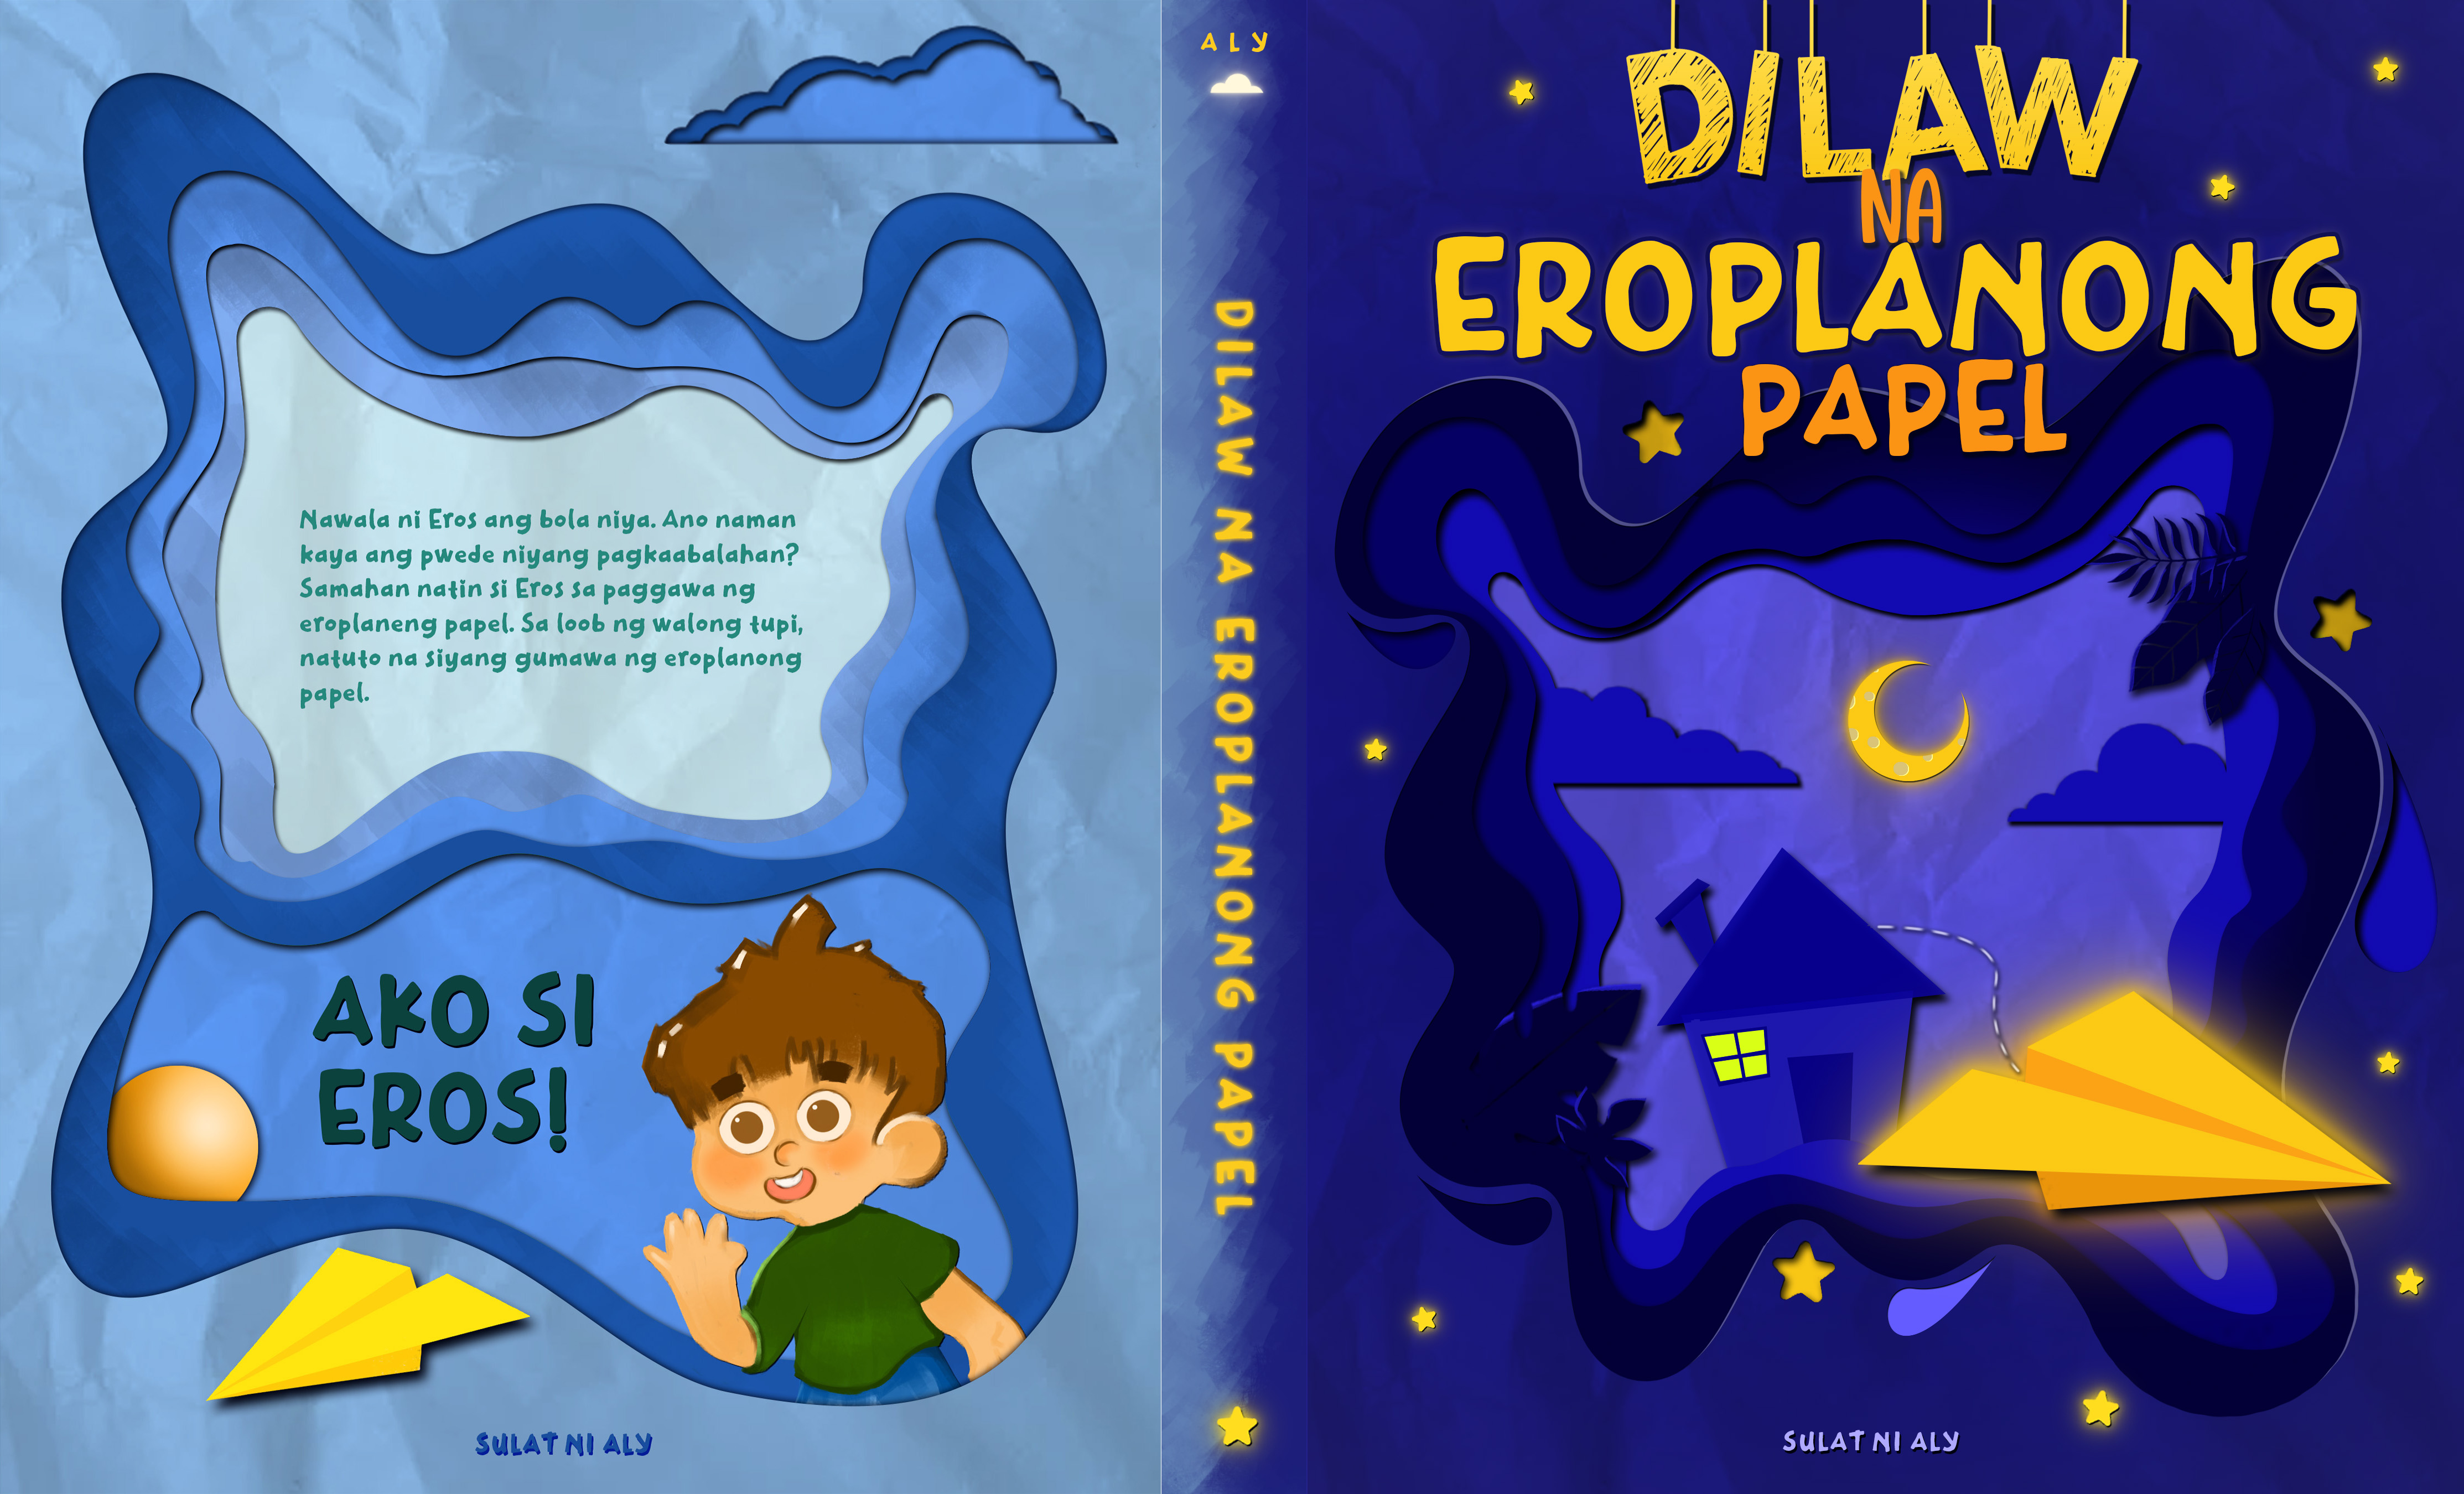 Nawala ni Eros ang bola niya. Ano naman
kaya ang pwede niyang pagkaabalahan?
Samahan natin si Eros sa paggawa ng
eroplaneng papel. Sa loob ng walong tupi,
natuto na siyang gumawa ng eroplanong
papel.
AKO SI
EROS!
SULAT NI ALY
ALY
DILAW NA EROPLANONG PAPEL
DILAW
NA
EROPLANONG
PAPEL
SULAT NI ALY